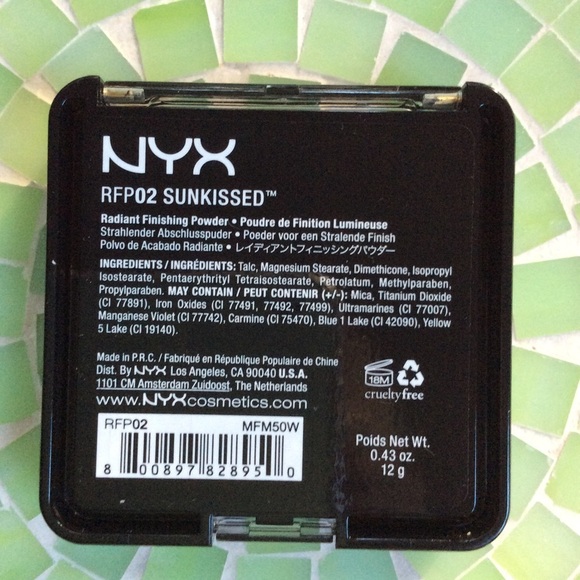 NYX
RFP02 SUNKISSED™
Radiant Finishing Powder • Poudre de Finition Lumineuse
Strahlender Abschlusspuder • Poeder voor een Stralende Finish
Polvo de Acabado Radiante • レイディアントフィニッシングパウダー
INGREDIENTS / INGRÉDIENTS: Talc, Magnesium Stearate, Dimethicone, Isopropyl
Isostearate, Pentaerythrityl Tetraisostearate, Petrolatum, Methylparaben,
Propylparaben. MAY CONTAIN / PEUT CONTENIR (+/-): Mica, Titanium Dioxide
(CI 77891), Iron Oxides (CI 77491, 77492, 77499), Ultramarines (CI 77007),
Manganese Violet (CI 77742), Carmine (CI 75470), Blue 1 Lake (CI 42090), Yellow
5 Lake (CI 19140).
Made in P.R.C. / Fabriqué en République Populaire de Chine
Dist. By NYX Los Angeles, CA 90040 U.S.A.
1101 CM Amsterdam Zuidoost, The Netherlands
www.NYXcosmetics.com
18M
crueltyfree
RFP02 MFM50W
8 00897 82895 0
Poids Net Wt.
0.43 oz.
12 g